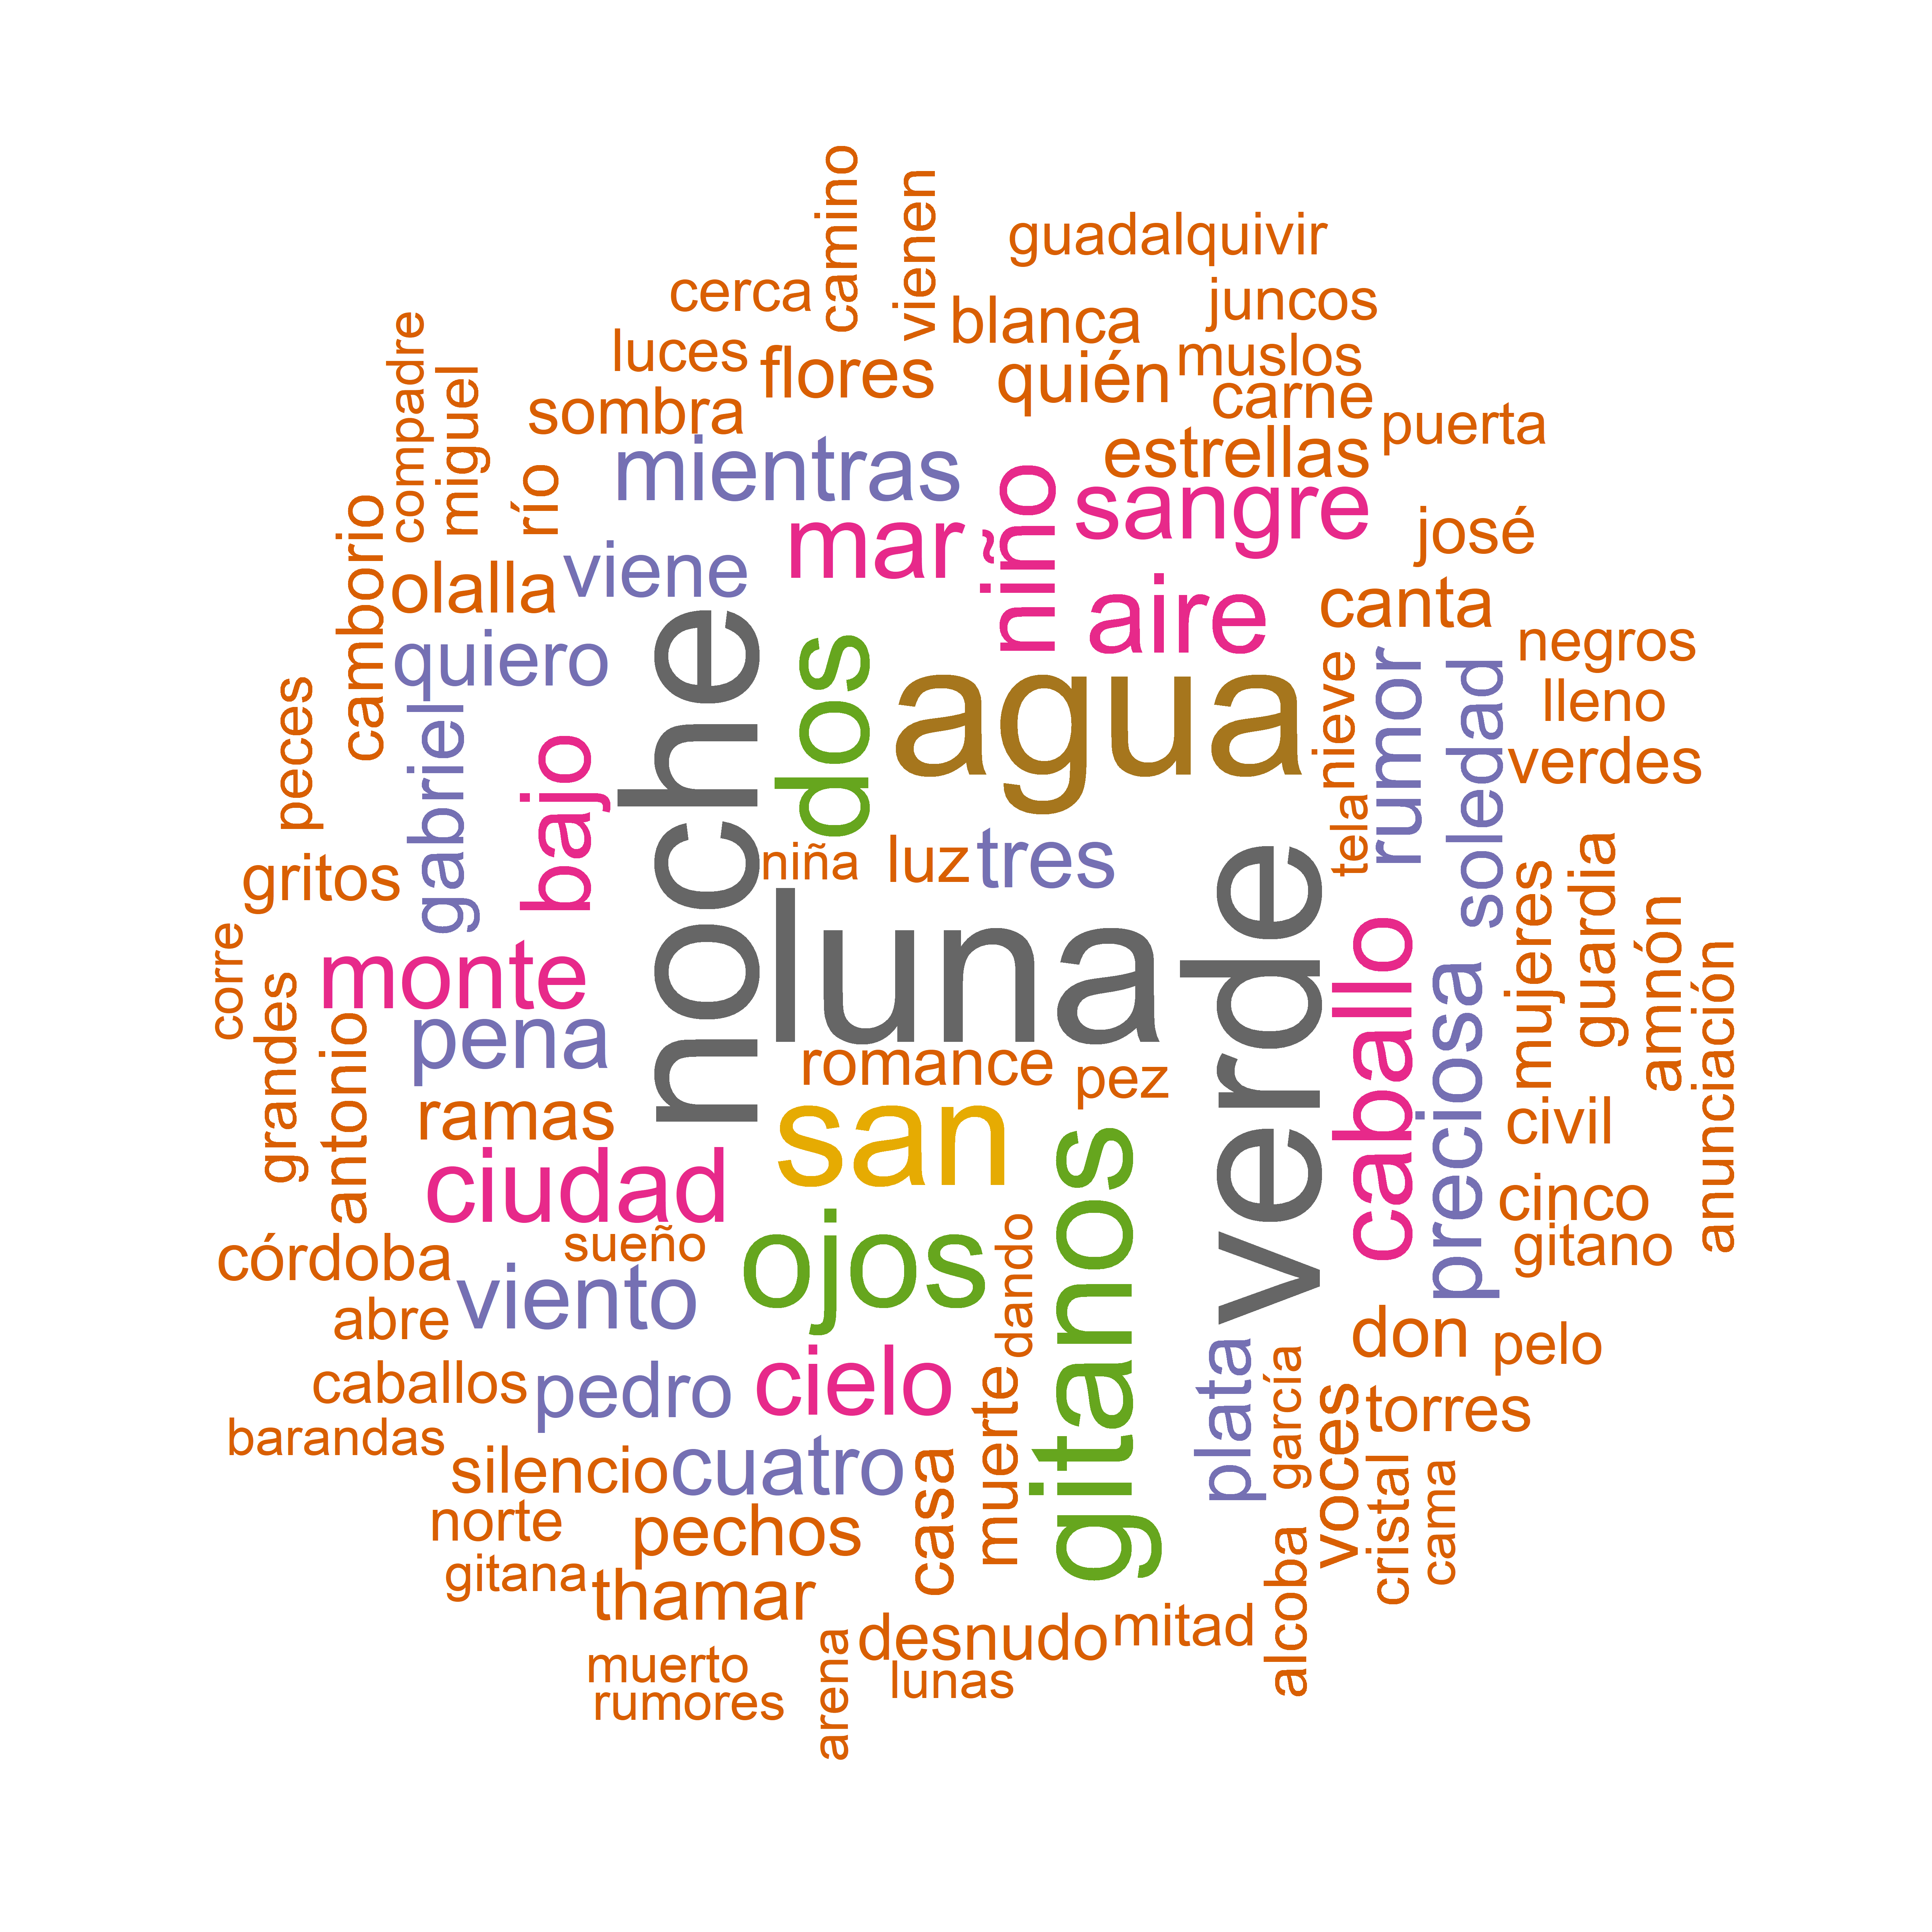 camino
vienen
guadalquivir
cerca
juncos
blanca
luces
flores
quién
muslos
carne
compadre
miguel
sombra
puerta
estrellas
mientras
río
niño
sangre
mar
josé
camborio
olalla
viene
aire
canta
quiero
noche
dos
agua
negros
nieve
rumor
soledad
lleno
peces
gabriel
bajo
verdes
tela
gritos
niña
luz
tres
guardia
mujeres
amnón
anunciación
corre
monte
luna
verde
caballo
preciosa
grandes
antonio
pena
romance
pez
ramas
san
civil
ciudad
gitanos
cinco
córdoba
sueño
ojos
dando
gitano
abre
viento
don
pelo
caballos
pedro
cielo
muerte
plata
garcía
voces
torres
barandas
silencio
cuatro
casa
cristal
cama
norte
pechos
gitana
thamar
alcoba
desnudo
mitad
muerto
lunas
rumores
arena